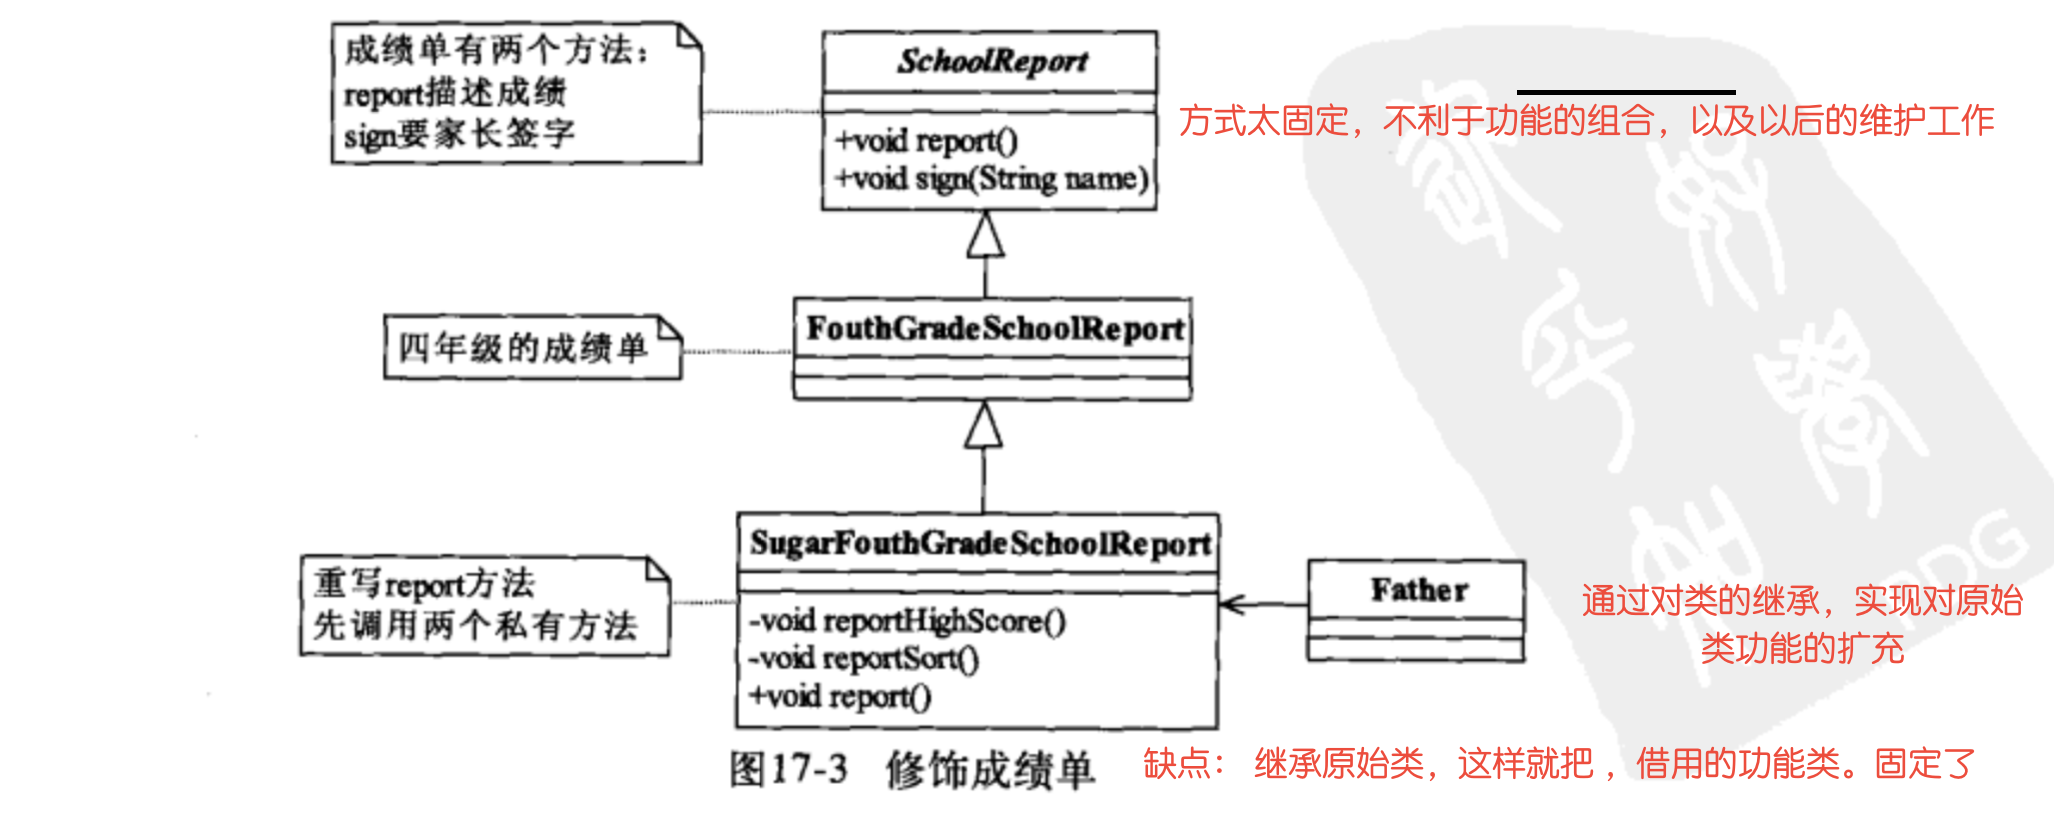 成绩单有两个方法：
report描述成绩
sign要家长签字
SchoolReport
+void report()
+void sign(String name)
方式太固定，不利于功能的组合，以及以后的维护工作
四年级的成绩单
FouthGradeSchoolReport
重写report方法
先调用两个私有方法
SugarFouthGradeSchoolReport
-void reportHighScore()
-void reportSort()
+void report()
Father
通过对类的继承，实现对原始
类功能的扩充
图17-3 修饰成绩单
缺点： 继承原始类，这样就把 ，借用的功能类。固定了